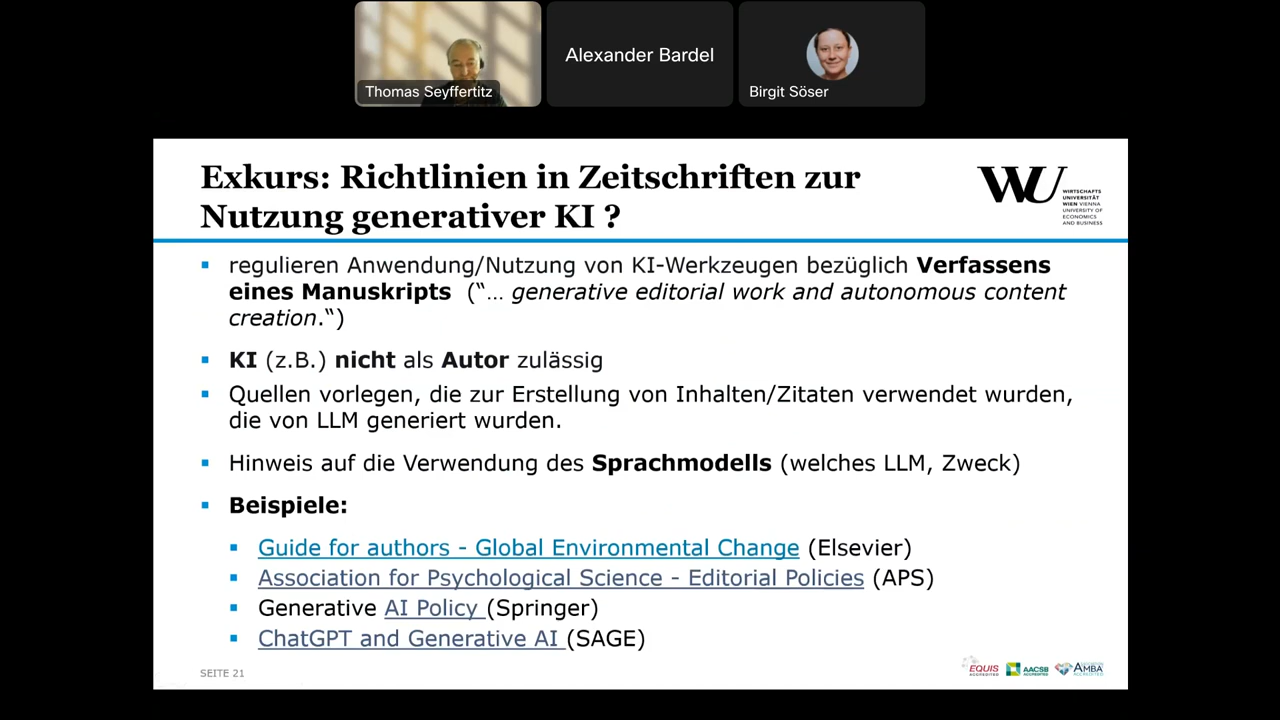 Thomas Seyffertitz
Alexander Bardel
Birgit Söser
Exkurs: Richtlinien in Zeitschriften zur
Nutzung generativer KI ?
WU
WIRTSCHAFTS
UNIVERSITÄT
WIEN VIENNA
UNIVERSITY OF
ECONOMICS
AND BUSINESS
▪ regulieren Anwendung/Nutzung von KI-Werkzeugen bezüglich Verfassens
eines Manuskripts (“… generative editorial work and autonomous content
creation.“)
▪ KI (z.B.) nicht als Autor zulässig
▪ Quellen vorlegen, die zur Erstellung von Inhalten/Zitaten verwendet wurden,
die von LLM generiert wurden.
▪ Hinweis auf die Verwendung des Sprachmodells (welches LLM, Zweck)
▪ Beispiele:
▪ Guide for authors - Global Environmental Change (Elsevier)
▪ Association for Psychological Science - Editorial Policies (APS)
▪ Generative AI Policy (Springer)
▪ ChatGPT and Generative AI (SAGE)
SEITE 21
EQUIS
ACCREDITED
AACSB
ACCREDITED
AMBA
ACCREDITED